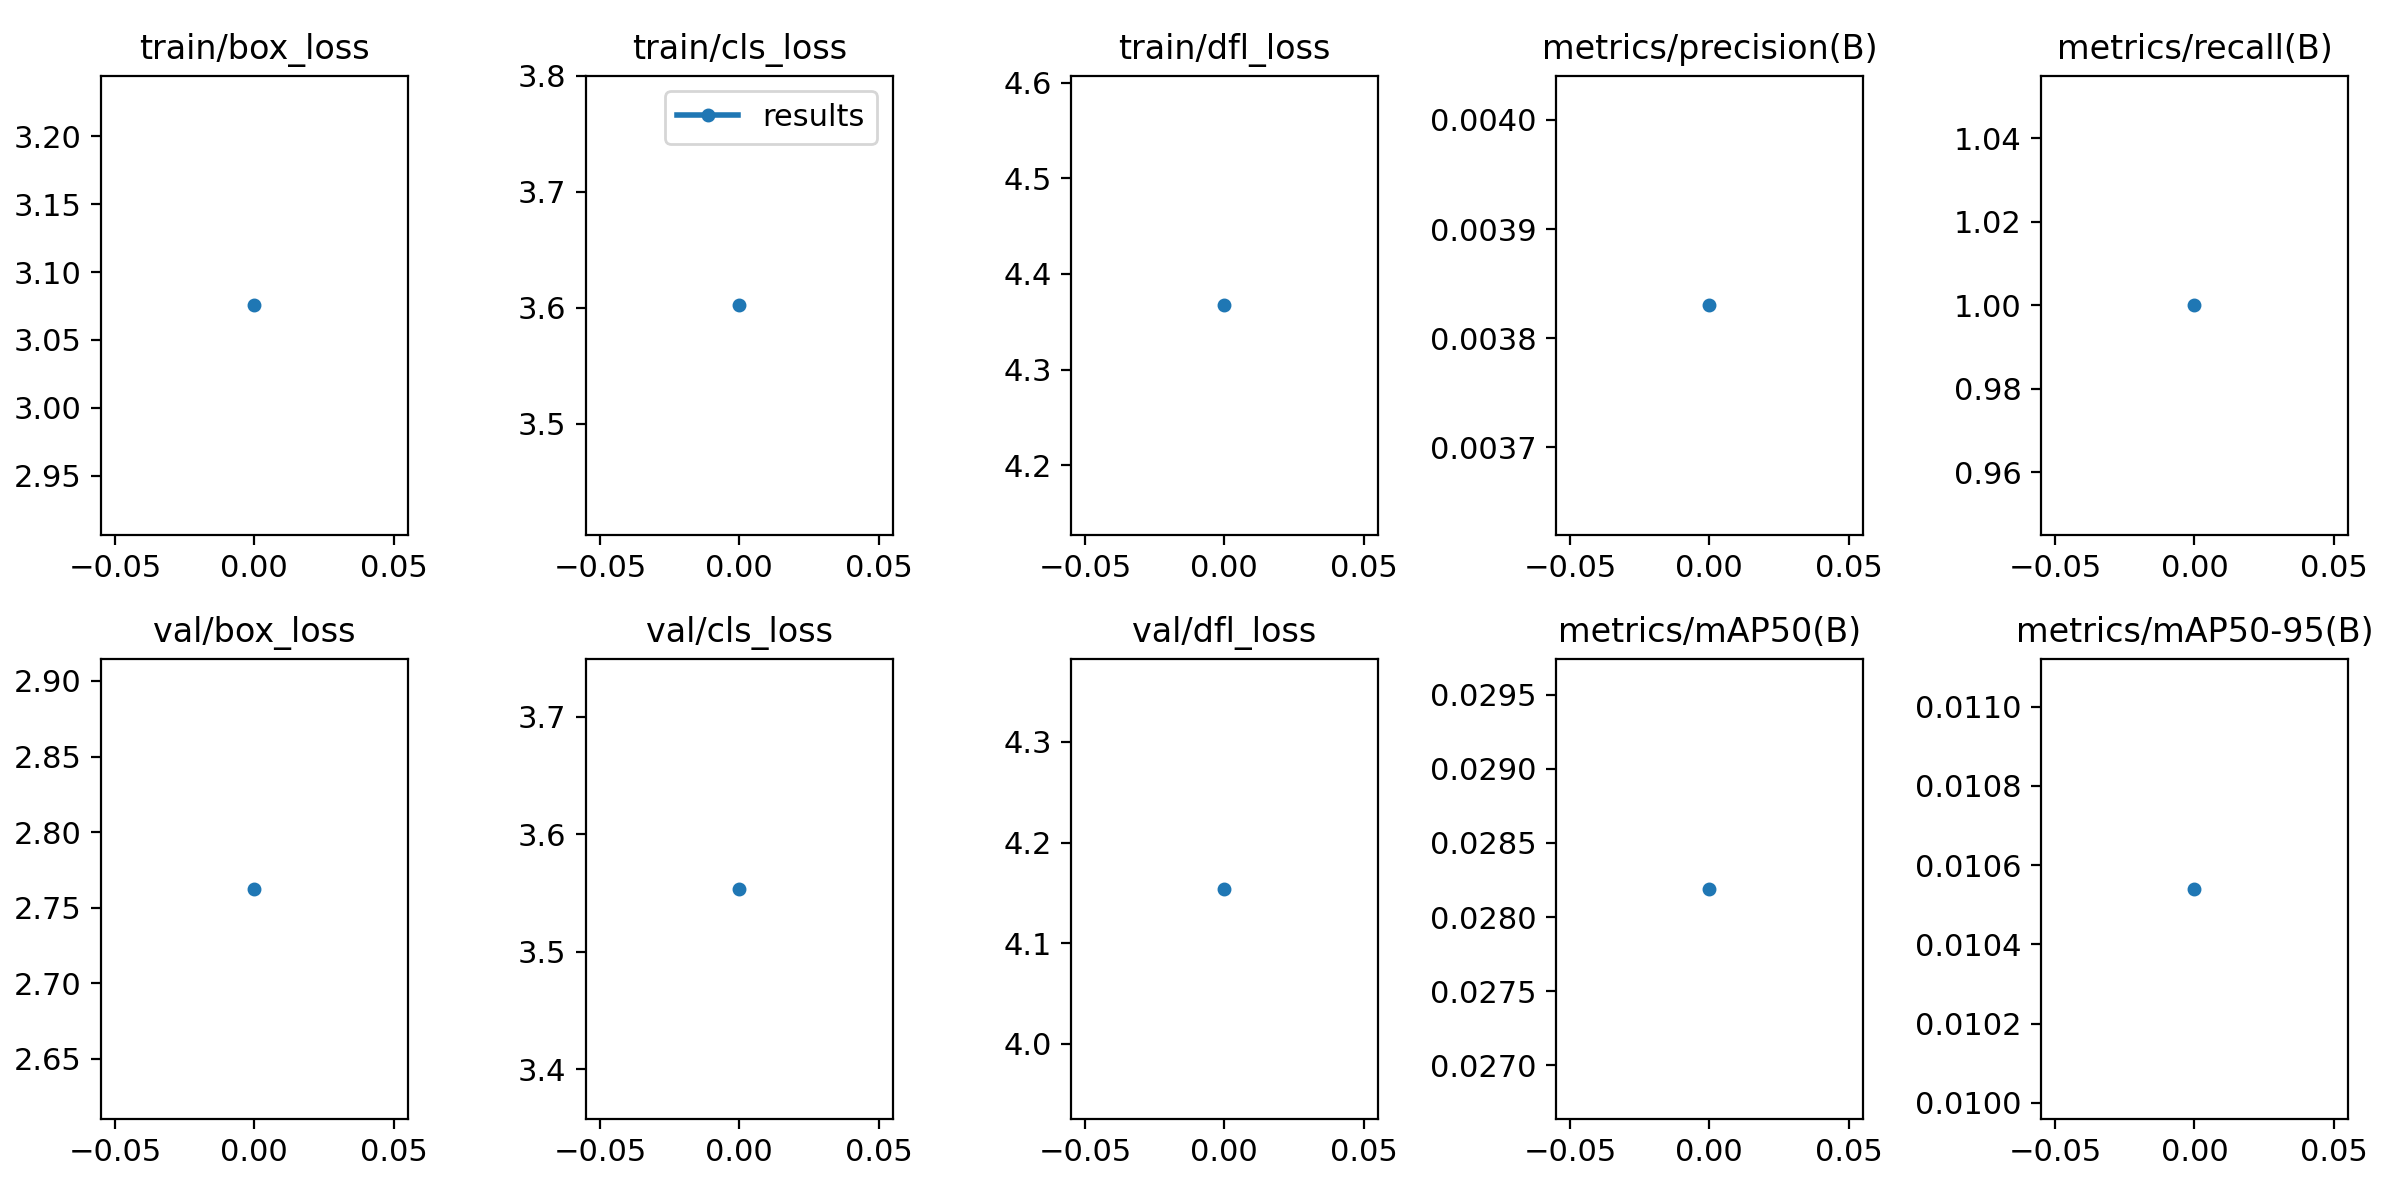 train/box_loss
train/cls_loss
train/dfl_loss
metrics/precision(B)
metrics/recall(B)
3.20
3.15
3.10
3.05
3.00
2.95
−0.05 0.00 0.05
3.8
3.7
3.6
3.5
results
−0.05 0.00 0.05
4.6
4.5
4.4
4.3
4.2
−0.05 0.00 0.05
0.0040
0.0039
0.0038
0.0037
−0.05 0.00 0.05
1.04
1.02
1.00
0.98
0.96
−0.05 0.00 0.05
val/box_loss
val/cls_loss
val/dfl_loss
metrics/mAP50(B)
metrics/mAP50-95(B)
2.90
2.85
2.80
2.75
2.70
2.65
−0.05 0.00 0.05
3.7
3.6
3.5
3.4
−0.05 0.00 0.05
4.3
4.2
4.1
4.0
−0.05 0.00 0.05
0.0295
0.0290
0.0285
0.0280
0.0275
0.0270
−0.05 0.00 0.05
0.0110
0.0108
0.0106
0.0104
0.0102
0.0100
−0.05 0.00 0.05